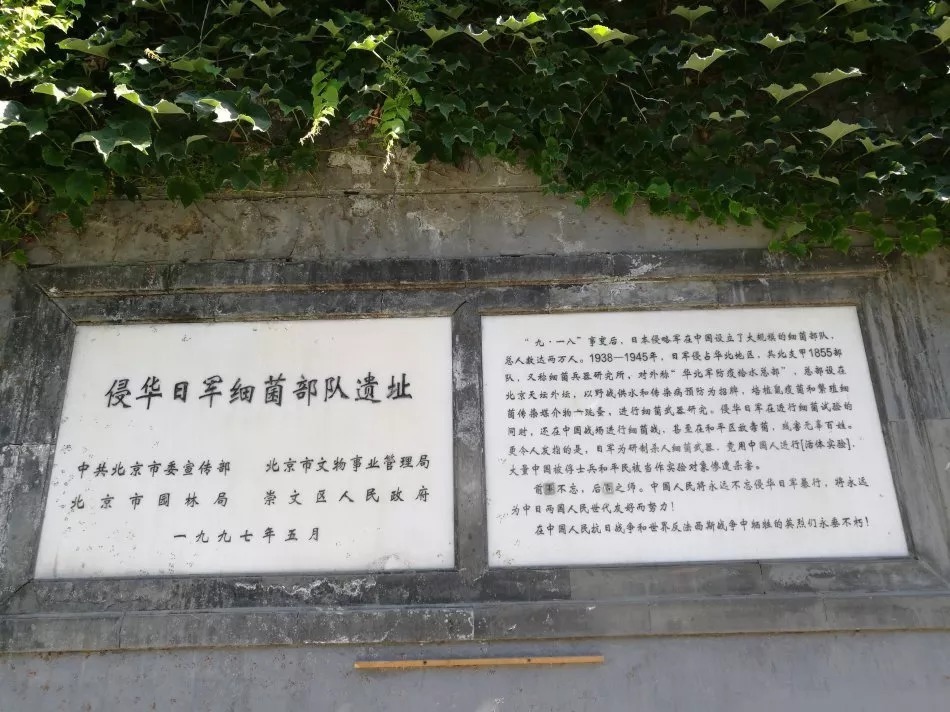 侵华日军细菌部队遗址
中共北京市委宣传部 北京市文物事业管理局
北京市园林局 崇文区人民政府
一九九七年五月
“九·一八”事变后，日本侵略军在中国设立了大规模的细菌部队，
总人数达两万人。1938—1945年，日军侵占华北地区，其北支甲1855部
队，又称细菌兵器研究所，对外称“华北军防疫给水总部”，总部设在
北京天坛外坛，以野战供水和传染病预防为招牌，培植鼠疫菌和繁殖细
菌传染媒介物—跳蚤，进行细菌武器研究。侵华日军在进行细菌试验的
同时，还在中国战场进行细菌战，甚至在和平区放毒菌，残害无辜百姓。
更令人发指的是，日军为研制杀人细菌武器，竟用中国人进行[活体实验]，
大量中国被俘士兵和平民被当作实验对象惨遭杀害。
前事不忘，后事之师。中国人民将永远不忘侵华日军暴行，将永远
为中日两国人民世代友好而努力！
在中国人民抗日战争和世界反法西斯战争中牺牲的英烈们永垂不朽！